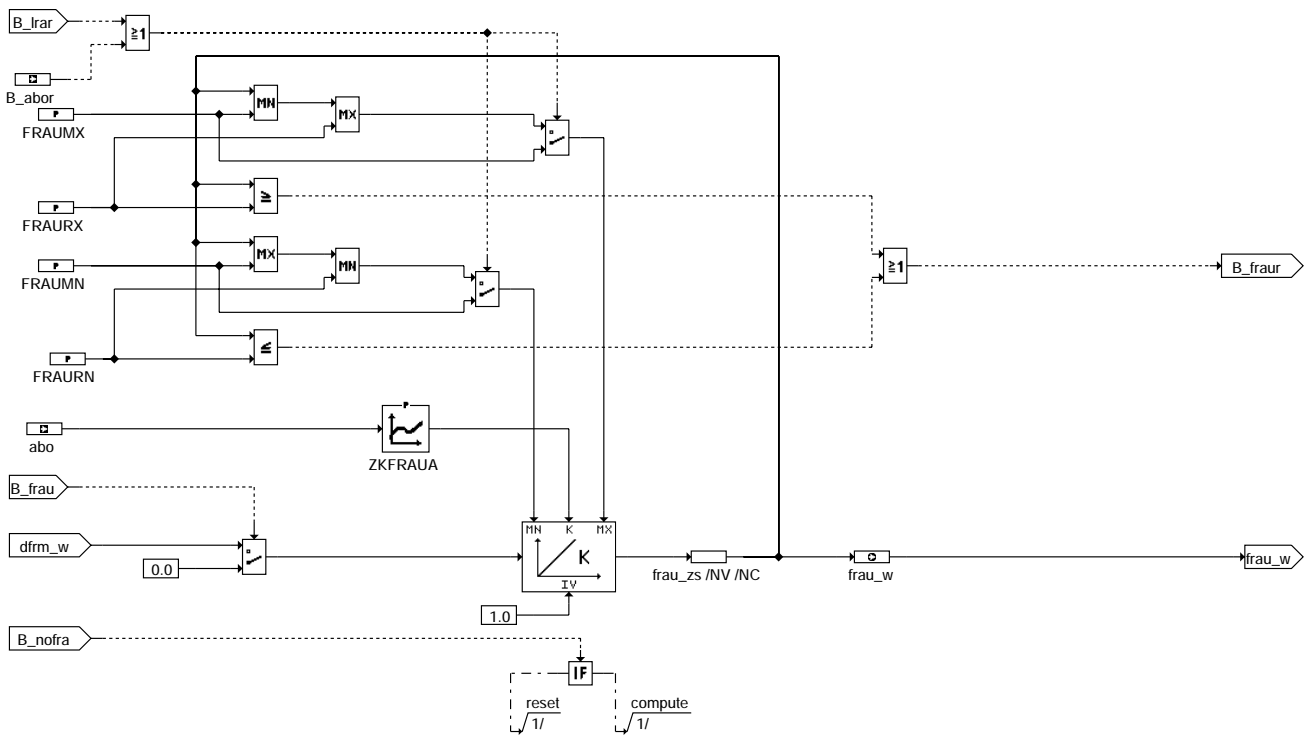 B_lrar
≥1
B_abor
MN
MX
FRAUMX
≥
FRAURX
MX
MN
FRAUMN
≥1
B_fraur
≤
P
FRAURN
P
abo
ZKFRAUA
B_frau
MN K MX
dfrm_w
K
0.0
frau_zs /NV /NC
frau_w
frau_w
IV
1.0
B_nofra
IF
reset
compute
1/
1/